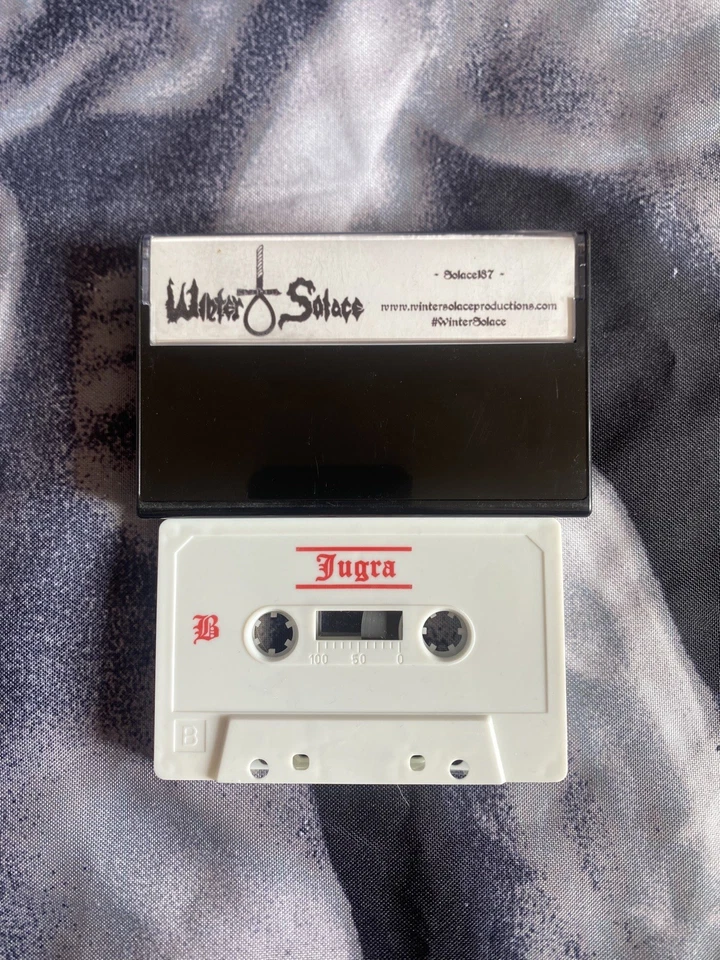 Winter Solace
- Solace187 -
www.wintersolaceproductions.com
#WinterSolace
Jugra
B
100 50 0
B